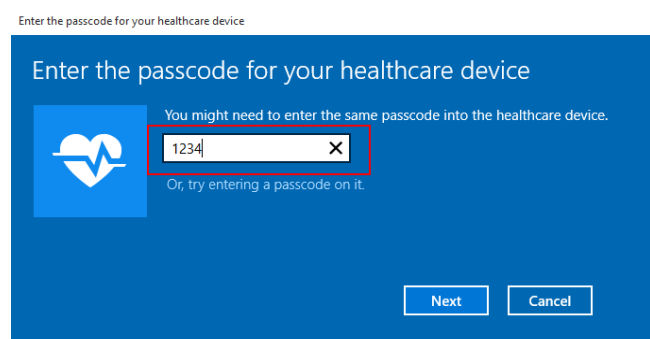 Enter the passcode for your healthcare device
Enter the passcode for your healthcare device
You might need to enter the same passcode into the healthcare device.
1234
Or, try entering a passcode on it.
Next
Cancel